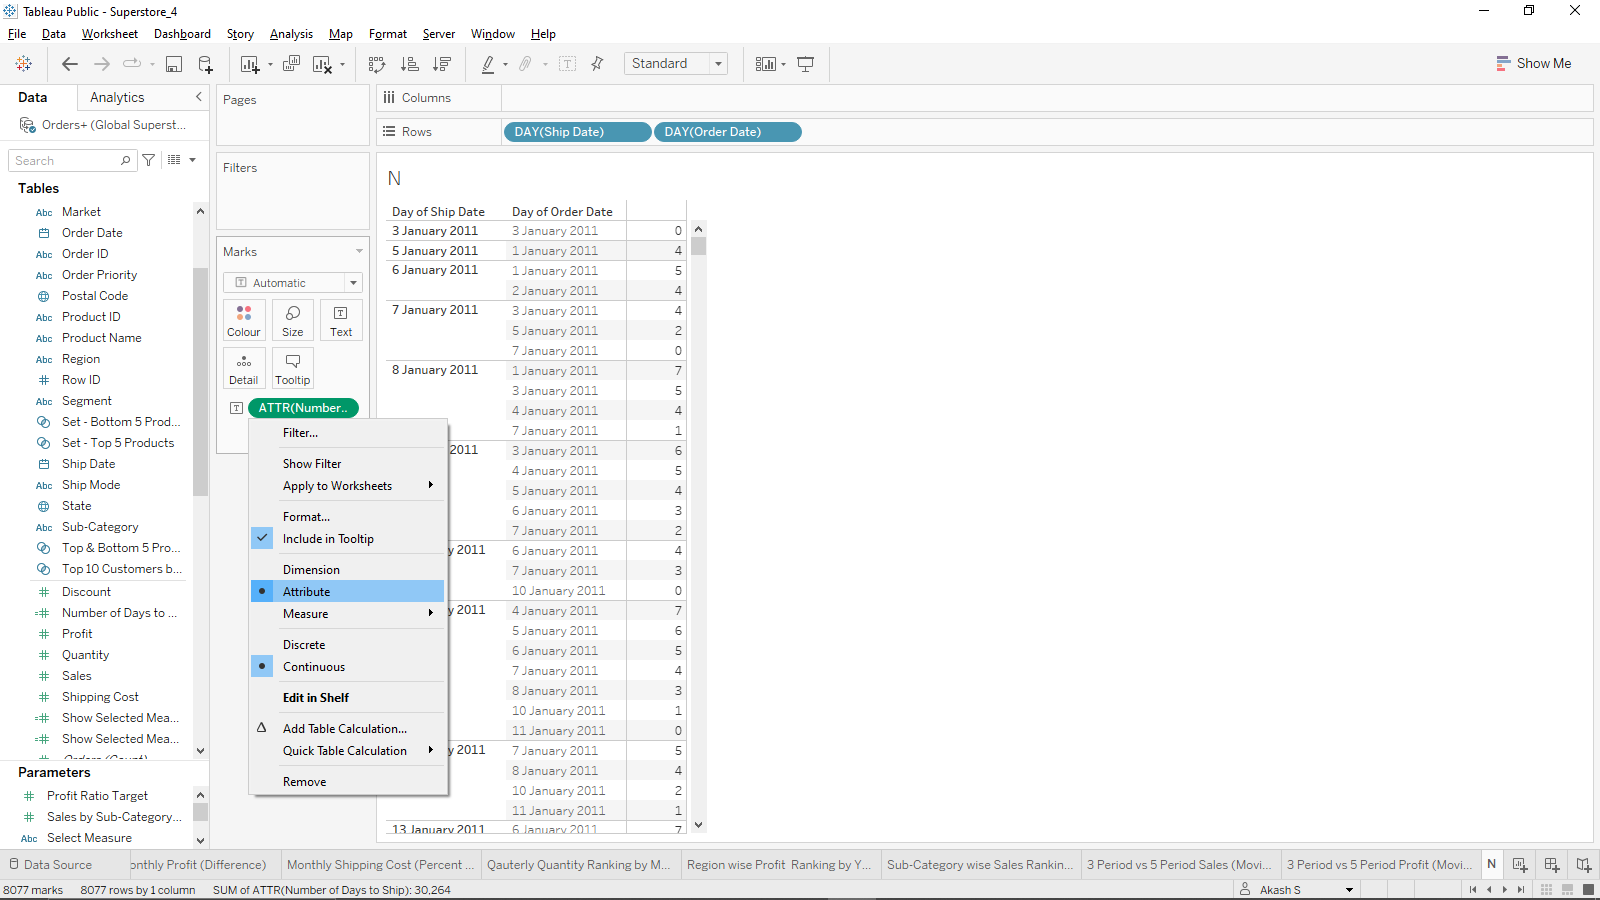 Tableau Public - Superstore_4
File Data Worksheet Dashboard Story Analysis Map Format Server Window Help
Standard
Show Me
Data Analytics
Orders+ (Global Superst...
Search
Tables
Abc Market
Order Date
Abc Order ID
Abc Order Priority
Postal Code
Abc Product ID
Abc Product Name
Abc Region
Row ID
Abc Segment
Set - Bottom 5 Prod...
Set - Top 5 Products
Ship Date
Abc Ship Mode
State
Abc Sub-Category
Top & Bottom 5 Pro...
Top 10 Customers b...
Discount
Number of Days to ...
Profit
Quantity
Sales
Shipping Cost
Show Selected Mea...
Show Selected Mea...
Orders (Count)
Parameters
Profit Ratio Target
Sales by Sub-Category...
Abc Select Measure
Pages
Filters
Marks
Automatic
Colour Size Text
Detail Tooltip
ATTR(Number..
Filter...
Show Filter
Apply to Worksheets
Format...
Include in Tooltip
Dimension
Attribute
Measure
Discrete
Continuous
Edit in Shelf
Add Table Calculation...
Quick Table Calculation
Remove
Columns
Rows DAY(Ship Date) DAY(Order Date)
N
Day of Ship Date Day of Order Date
3 January 2011 3 January 2011 0
5 January 2011 1 January 2011 4
6 January 2011 1 January 2011 5
2 January 2011 4
7 January 2011 3 January 2011 4
5 January 2011 2
7 January 2011 0
8 January 2011 1 January 2011 7
3 January 2011 5
4 January 2011 4
7 January 2011 1
2011 3 January 2011 6
4 January 2011 5
5 January 2011 4
6 January 2011 3
7 January 2011 2
y 2011 6 January 2011 4
7 January 2011 3
10 January 2011 0
y 2011 4 January 2011 7
5 January 2011 6
6 January 2011 5
7 January 2011 4
8 January 2011 3
10 January 2011 1
11 January 2011 0
y 2011 7 January 2011 5
8 January 2011 4
10 January 2011 2
11 January 2011 1
13 January 2011 6 January 2011 7
Data Source onthly Profit (Difference) Monthly Shipping Cost (Percent ... Qauterly Quantity Ranking by M... Region wise Profit Ranking by Y... Sub-Category wise Sales Rankin... 3 Period vs 5 Period Sales (Movi... 3 Period vs 5 Period Profit (Movi... N
8077 marks 8077 rows by 1 column SUM of ATTR(Number of Days to Ship): 30,264 Akash S